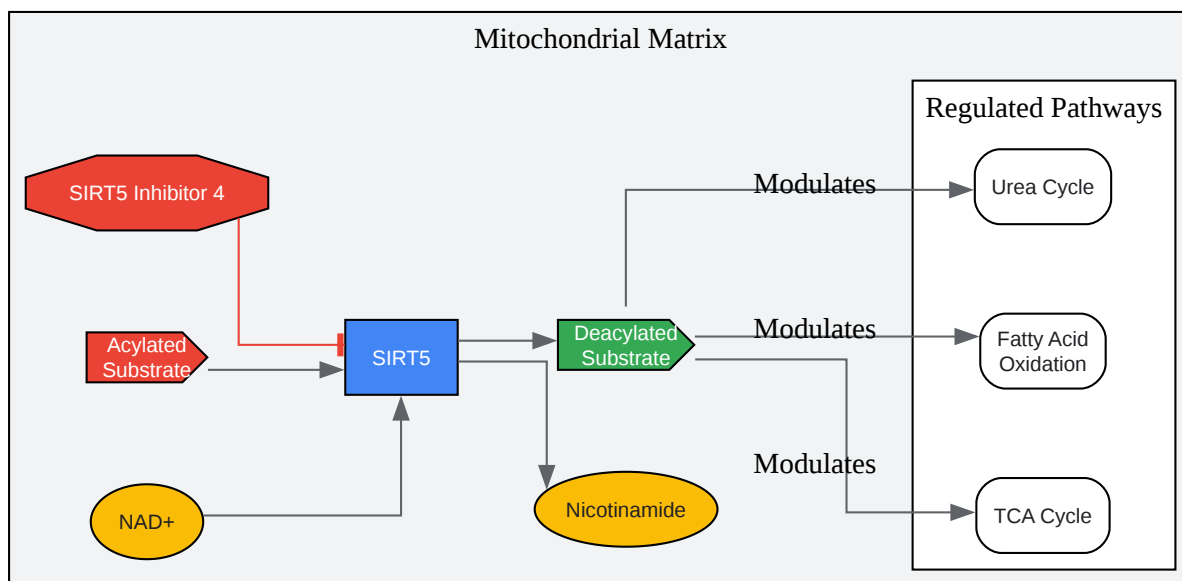 Mitochondrial Matrix
Regulated Pathways
SIRT5 Inhibitor 4
Modulates
Urea Cycle
Acylated
Substrate
SIRT5
Deacylated
Substrate
Modulates
Fatty Acid
Oxidation
Modulates
NAD+
Nicotinamide
TCA Cycle